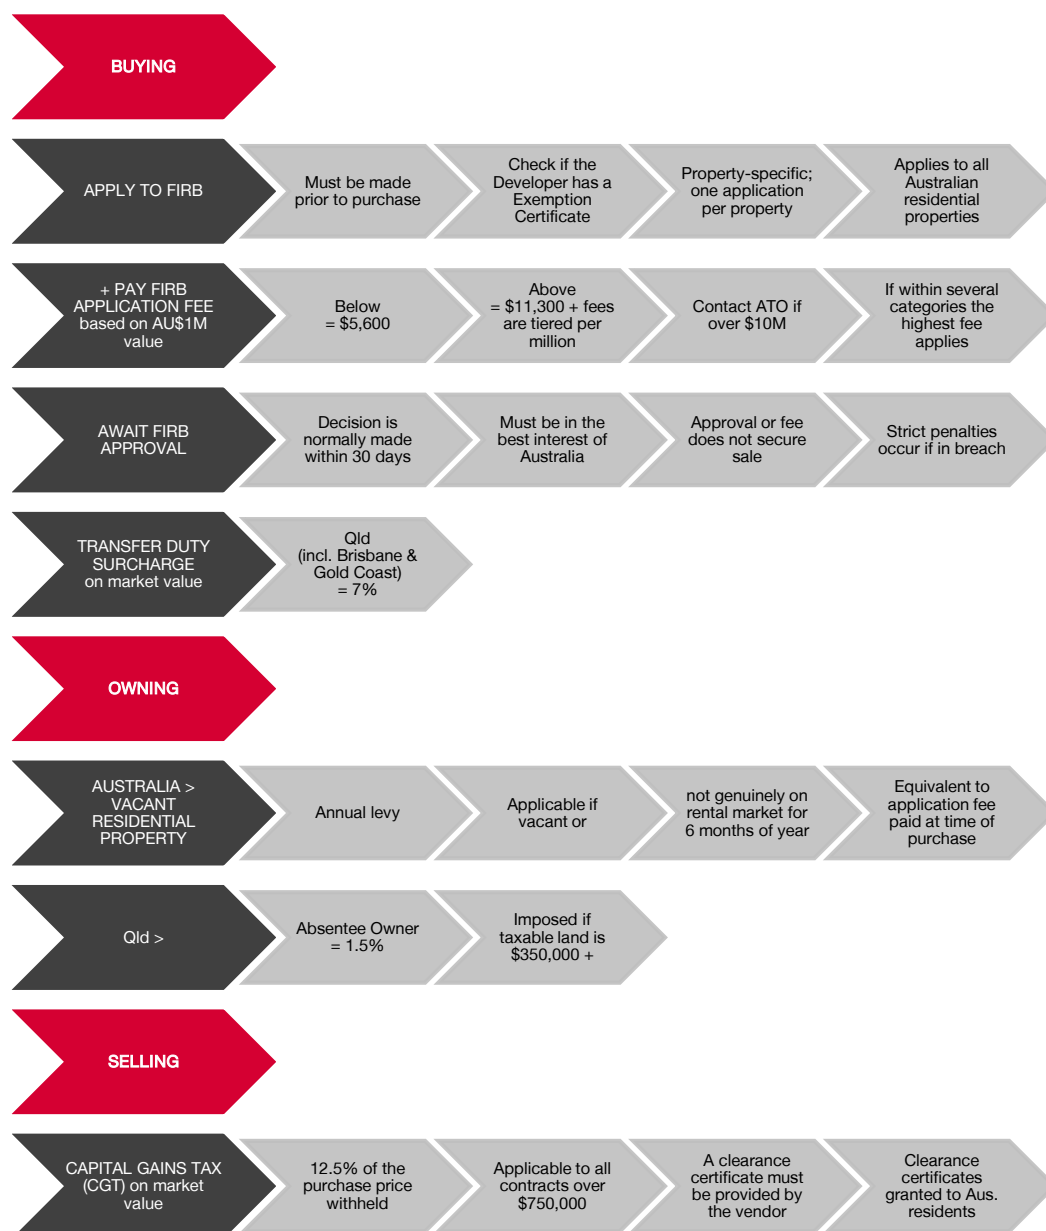 BUYING
APPLY TO FIRB
Must be made
prior to purchase
Check if the
Developer has a
Exemption
Certificate
Property-specific;
one application
per property
Applies to all
Australian
residential
properties
+ PAY FIRB
APPLICATION FEE
based on AU$1M
value
Below
= $5,600
Above
= $11,300 + fees
are tiered per
million
Contact ATO if
over $10M
If within several
categories the
highest fee
applies
AWAIT FIRB
APPROVAL
Decision is
normally made
within 30 days
Must be in the
best interest of
Australia
Approval or fee
does not secure
sale
Strict penalties
occur if in breach
TRANSFER DUTY
SURCHARGE
on market value
Qld
(incl. Brisbane &
Gold Coast)
= 7%
OWNING
AUSTRALIA >
VACANT
RESIDENTIAL
PROPERTY
Annual levy
Applicable if
vacant or
not genuinely on
rental market for
6 months of year
Equivalent to
application fee
paid at time of
purchase
Qld >
Absentee Owner
= 1.5%
Imposed if
taxable land is
$350,000 +
SELLING
CAPITAL GAINS TAX
(CGT) on market
value
12.5% of the
purchase price
withheld
Applicable to all
contracts over
$750,000
A clearance
certificate must
be provided by
the vendor
Clearance
certificates
granted to Aus.
residents